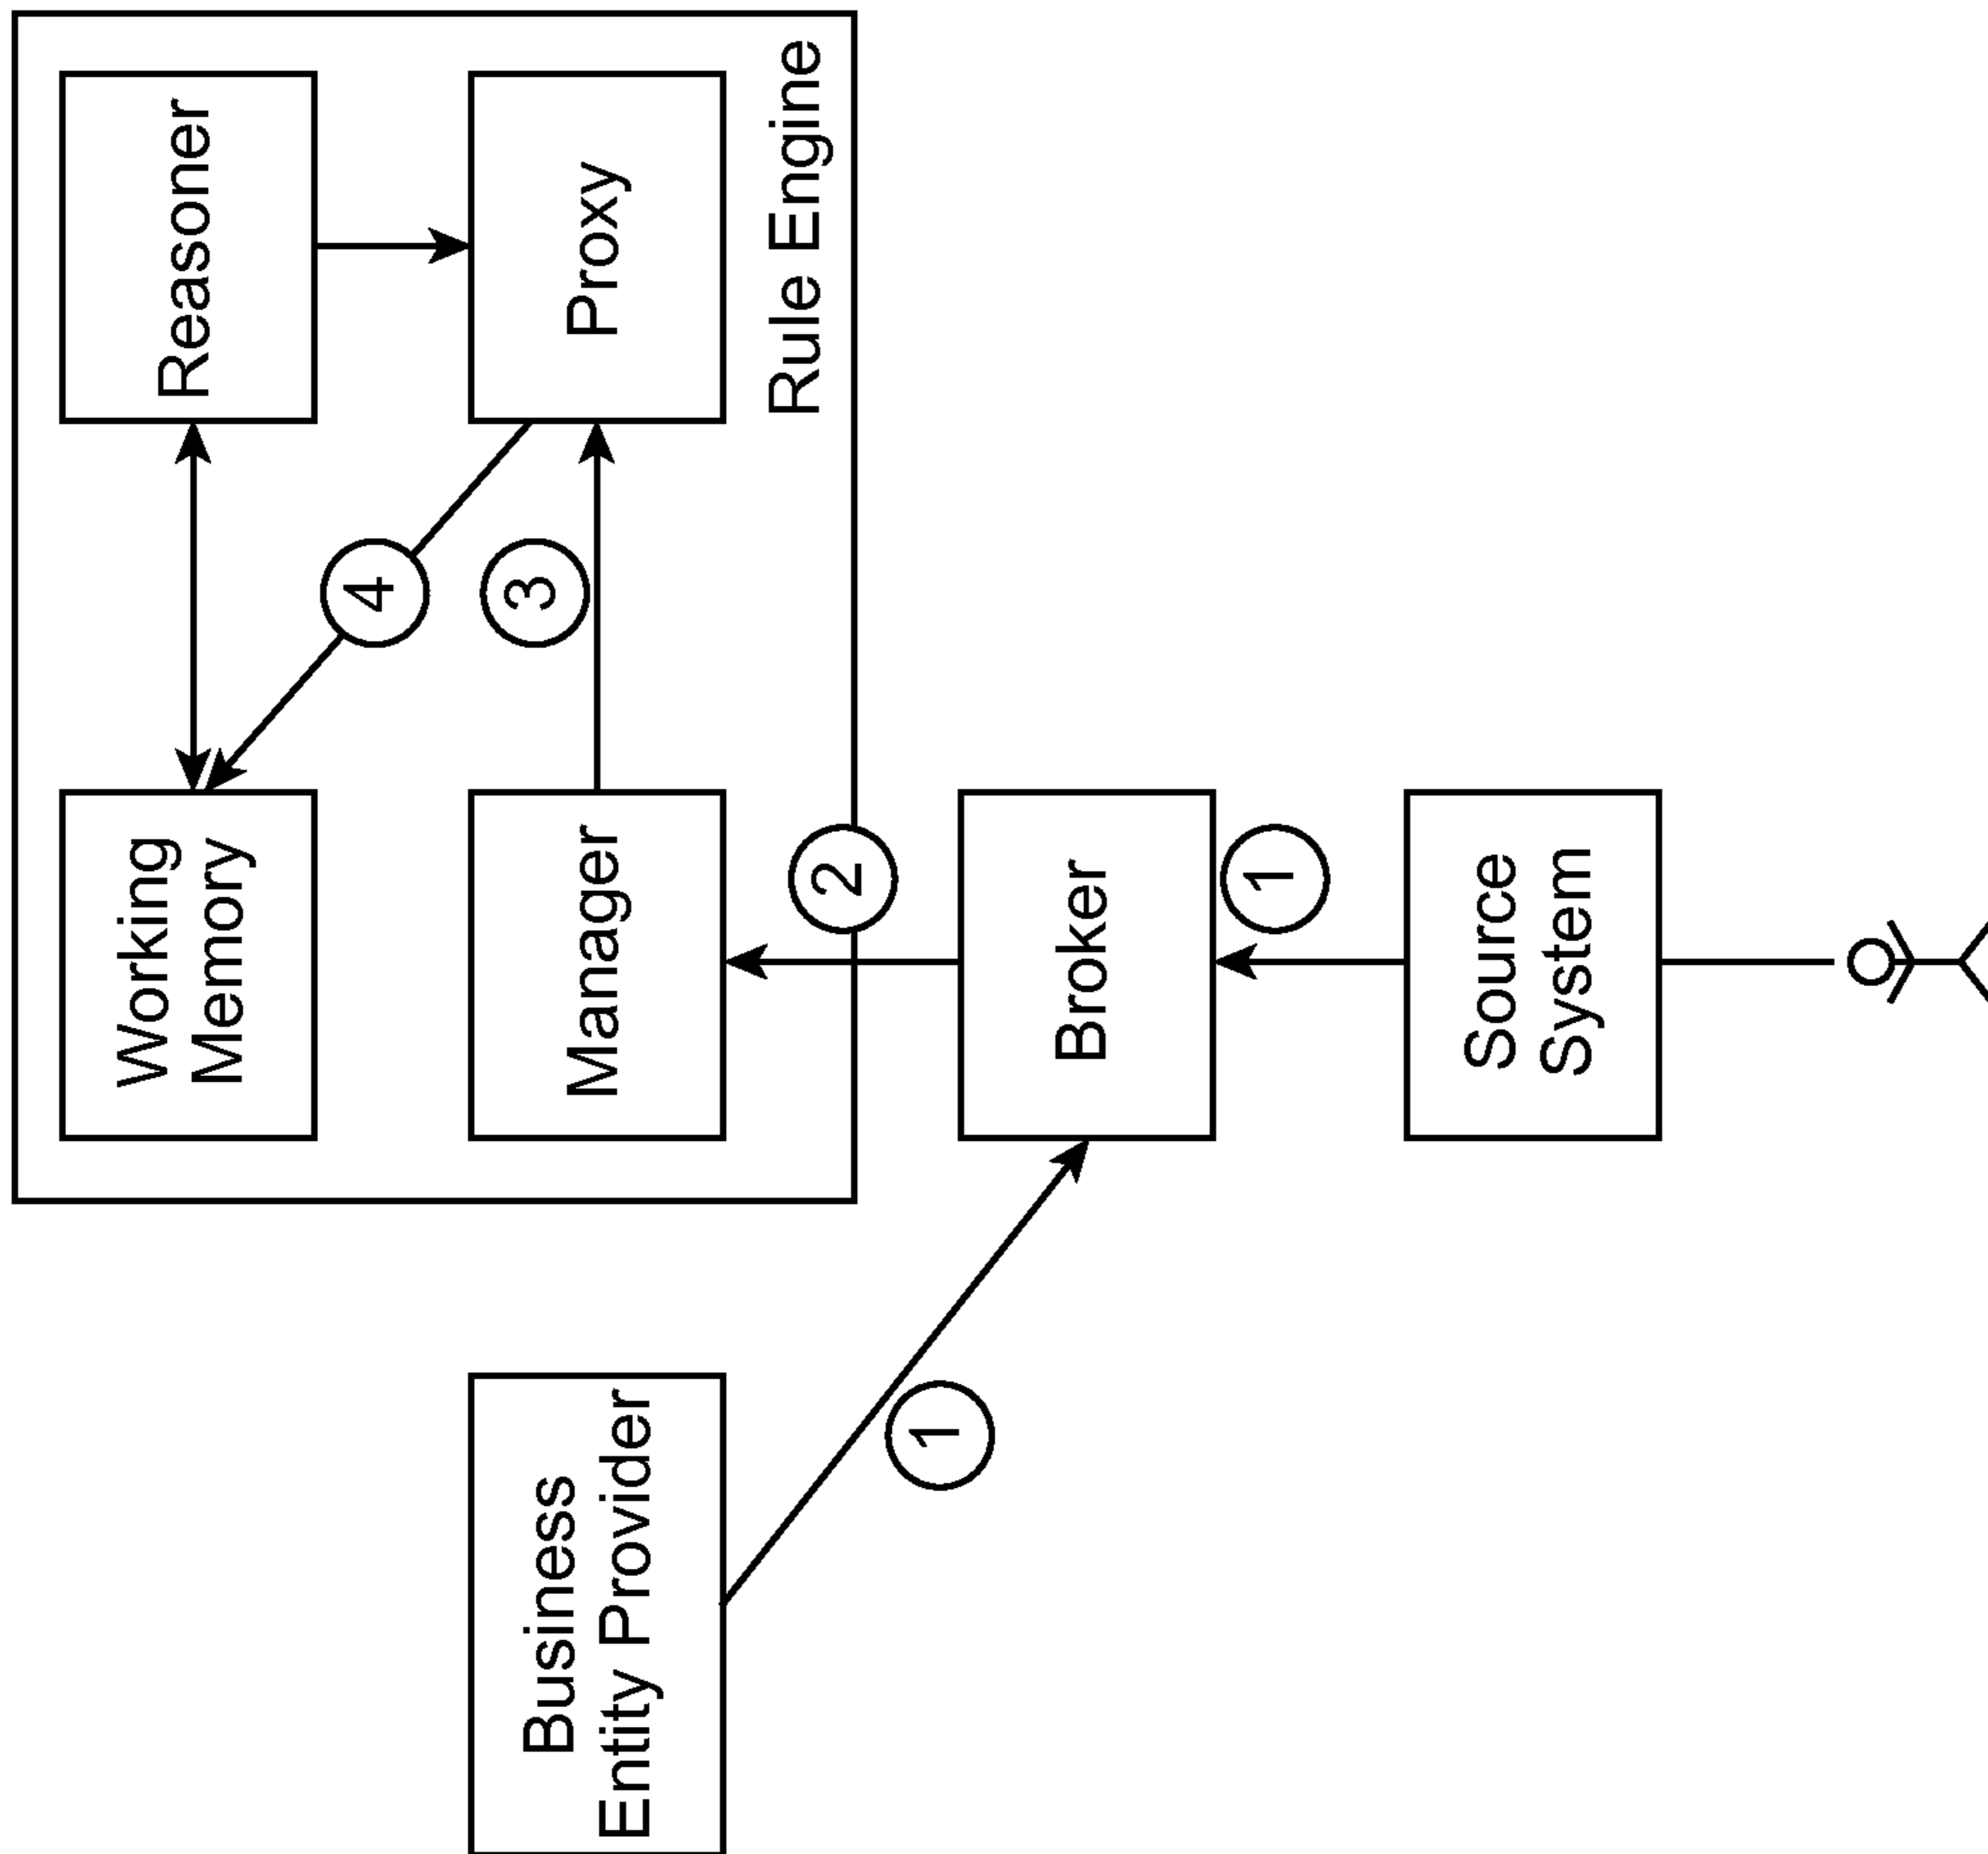 Working
Memory
Reasoner
4
3
Manager
Proxy
Rule Engine
2
Business
Entity Provider
1
Broker
1
Source
System